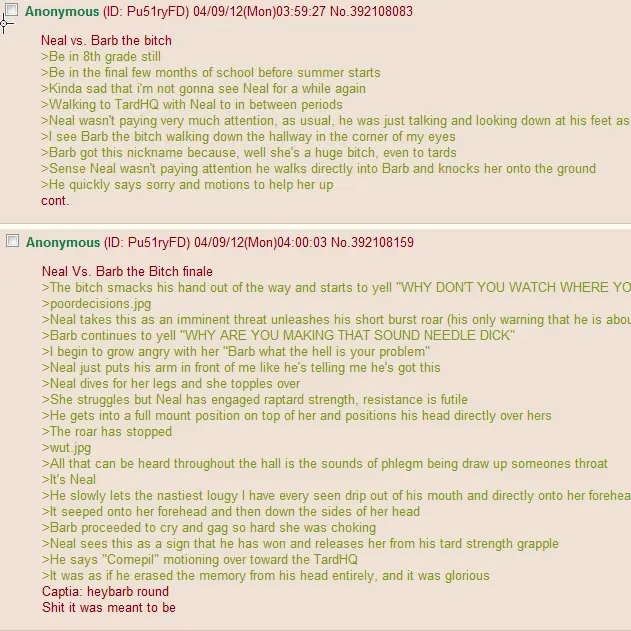 Anonymous (ID: Pu51ryFD) 04/09/12(Mon)03:59:27 No.392108083
Neal vs. Barb the bitch
>Be in 8th grade still
>Be in the final few months of school before summer starts
>Kinda sad that i'm not gonna see Neal for a while again
>Walking to TardHQ with Neal to in between periods
>Neal wasn't paying very much attention, as usual, he was just talking and looking down at his feet as
>I see Barb the bitch walking down the hallway in the corner of my eyes
>Barb got this nickname because, well she's a huge bitch, even to tards
>Sense Neal wasn't paying attention he walks directly into Barb and knocks her onto the ground
>He quickly says sorry and motions to help her up
cont.
Anonymous (ID: Pu51ryFD) 04/09/12(Mon)04:00:03 No.392108159
Neal Vs. Barb the Bitch finale
>The bitch smacks his hand out of the way and starts to yell "WHY DON'T YOU WATCH WHERE YO
>poordecisions.jpg
>Neal takes this as an imminent threat unleashes his short burst roar (his only warning that he is abou
>Barb continues to yell "WHY ARE YOU MAKING THAT SOUND NEEDLE DICK"
>I begin to grow angry with her "Barb what the hell is your problem"
>Neal just puts his arm in front of me like he's telling me he's got this
>Neal dives for her legs and she topples over
>She struggles but Neal has engaged raptard strength, resistance is futile
>He gets into a full mount position on top of her and positions his head directly over hers
>The roar has stopped
>wut.jpg
>All that can be heard throughout the hall is the sounds of phlegm being draw up someones throat
>It's Neal
>He slowly lets the nastiest lougy I have every seen drip out of his mouth and directly onto her forehea
>It seeped onto her forehead and then down the sides of her head
>Barb proceeded to cry and gag so hard she was choking
>Neal sees this as a sign that he has won and releases her from his tard strength grapple
>He says "Comepil" motioning over toward the TardHQ
>It was as if he erased the memory from his head entirely, and it was glorious
Captia: heybarb round
Shit it was meant to be